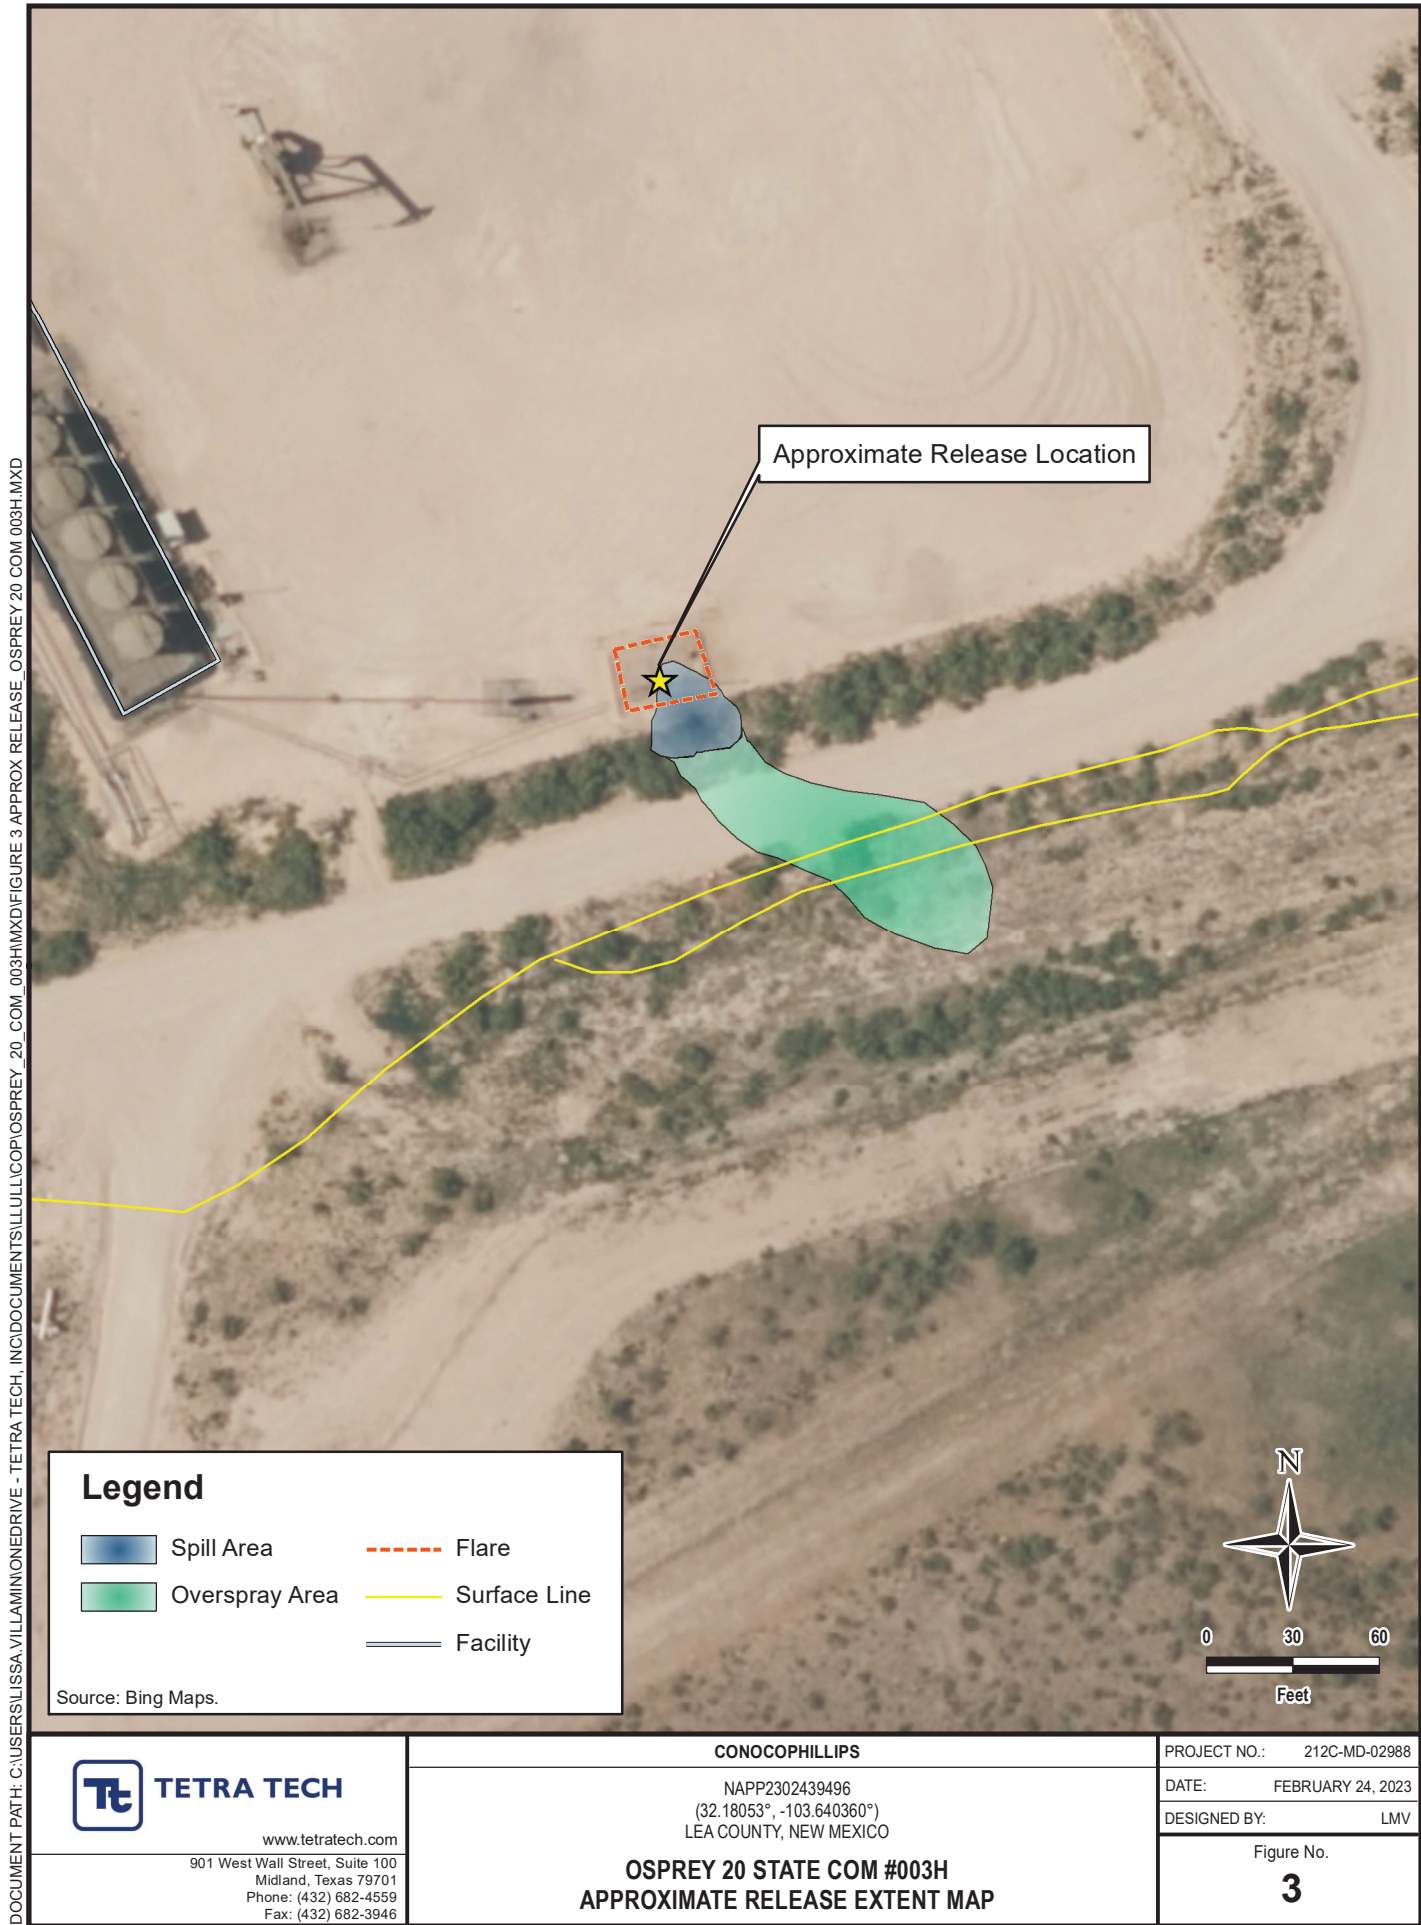 DOCUMENT PATH: C:\USERS\LISSA.VILLAMIN\ONEDRIVE - TETRA TECH, INC\DOCUMENTS\LLULL\COP\OSPREY_20_COM_003H\MXD\FIGURE 3 APPROX RELEASE_OSPREY 20 COM 003H.MXD
Approximate Release Location
Legend
Spill Area
Flare
Overspray Area
Surface Line
Facility
Source: Bing Maps.
N
0 30 60
Feet
Tt TETRA TECH
www.tetratech.com
901 West Wall Street, Suite 100
Midland, Texas 79701
Phone: (432) 682-4559
Fax: (432) 682-3946
CONOCOPHILLIPS
NAPP2302439496
(32.18053°, -103.640360°)
LEA COUNTY, NEW MEXICO
OSPREY 20 STATE COM #003H
APPROXIMATE RELEASE EXTENT MAP
PROJECT NO.: 212C-MD-02988
DATE: FEBRUARY 24, 2023
DESIGNED BY: LMV
Figure No.
3